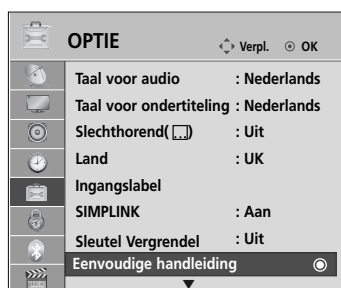 OPTIE Verpl. OK
Taal voor audio : Nederlands
Taal voor ondertiteling : Nederlands
Slechthorend( ) : Uit
Land : UK
Ingangslabel
SIMPLINK : Aan
Sleutel Vergrendel : Uit
Eenvoudige handleiding